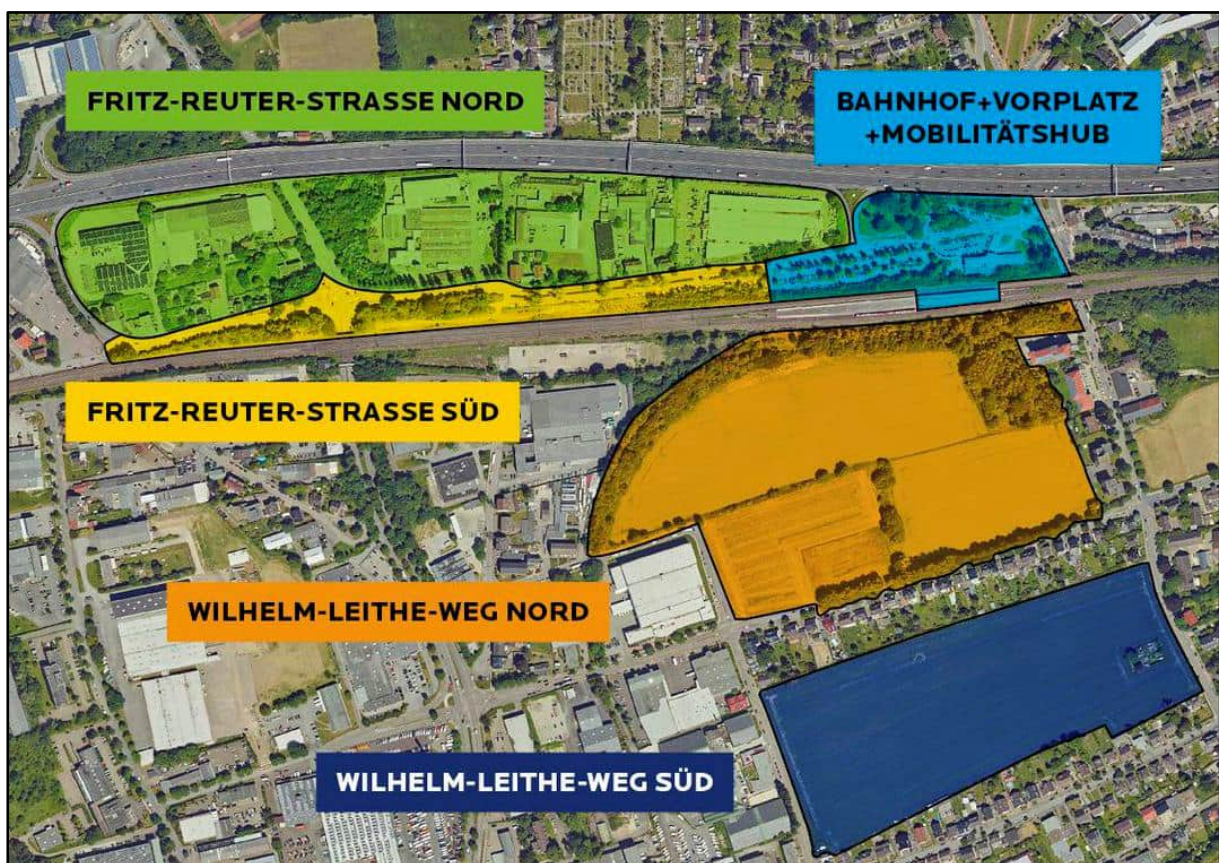 FRITZ-REUTER-STRASSE NORD
BAHNHOF+VORPLATZ
+MOBILITÄTSHUB
FRITZ-REUTER-STRASSE SÜD
WILHELM-LEITHE-WEG NORD
WILHELM-LEITHE-WEG SÜD